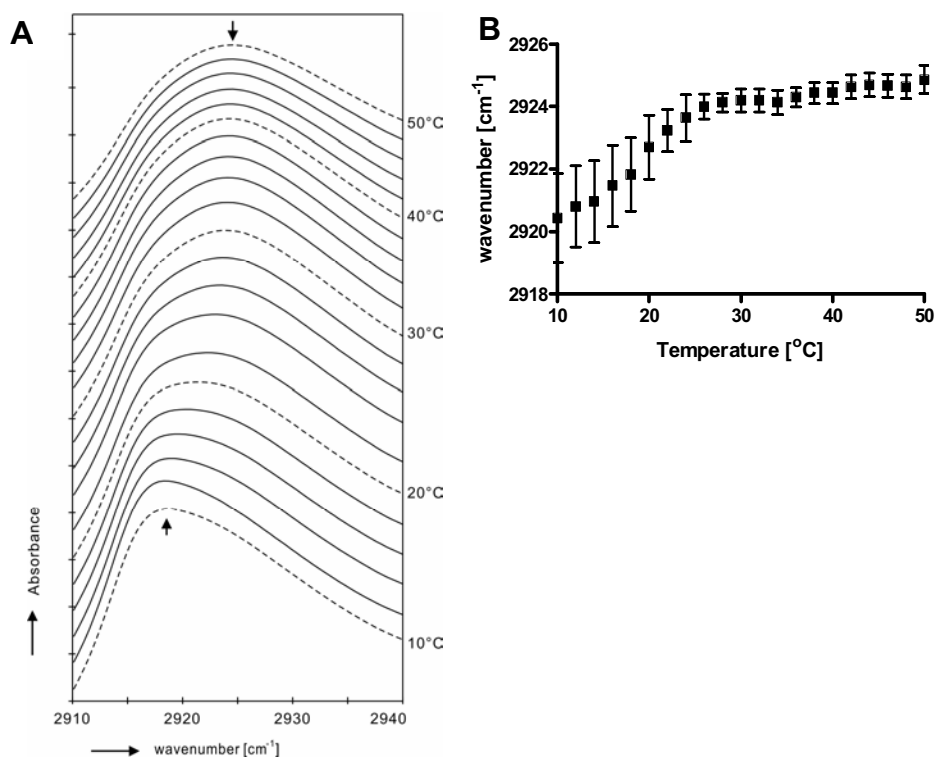 A
50°C
40°C
30°C
20°C
10°C
Absorbance
2910 2920 2930 2940
wavenumber [cm⁻¹]
B
2926
2924
2922
2920
2918
wavenumber [cm⁻¹]
10 20 30 40 50
Temperature [°C]